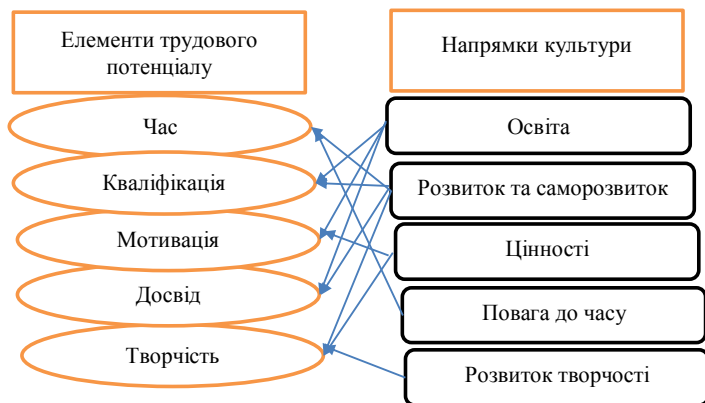 Елементи трудового
потенціалу
Напрямки культури
Час
Освіта
Кваліфікація
Розвиток та саморозвиток
Мотивація
Цінності
Досвід
Повага до часу
Творчість
Розвиток творчості